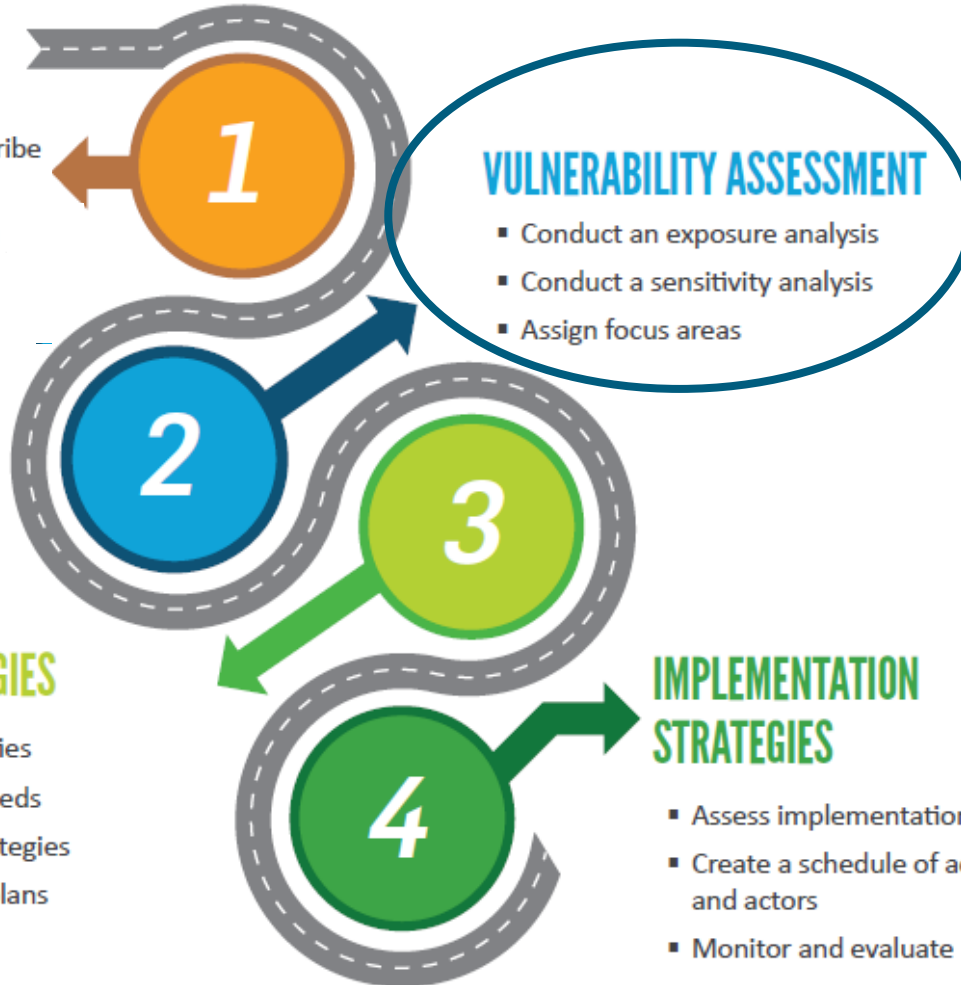 1
ribe
VULNERABILITY ASSESSMENT
▪ Conduct an exposure analysis
▪ Conduct a sensitivity analysis
▪ Assign focus areas
2
3
GIES
ies
eds
tegies
lans
4
IMPLEMENTATION
STRATEGIES
▪ Assess implementation
▪ Create a schedule of a
and actors
▪ Monitor and evaluate